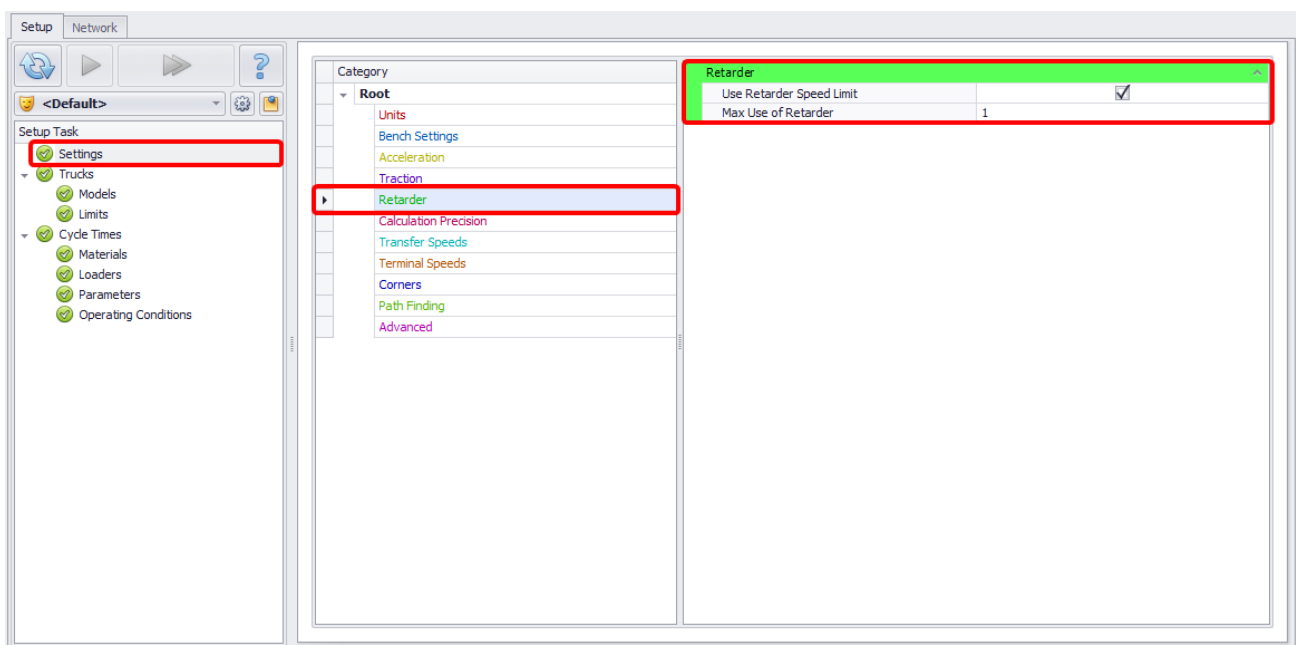 Setup
Network
?
<Default>
Setup Task
Settings
Trucks
Models
Limits
Cycle Times
Materials
Loaders
Parameters
Operating Conditions
Category
Root
Units
Bench Settings
Acceleration
Traction
Retarder
Calculation Precision
Transfer Speeds
Terminal Speeds
Corners
Path Finding
Advanced
Retarder
Use Retarder Speed Limit
Max Use of Retarder 1